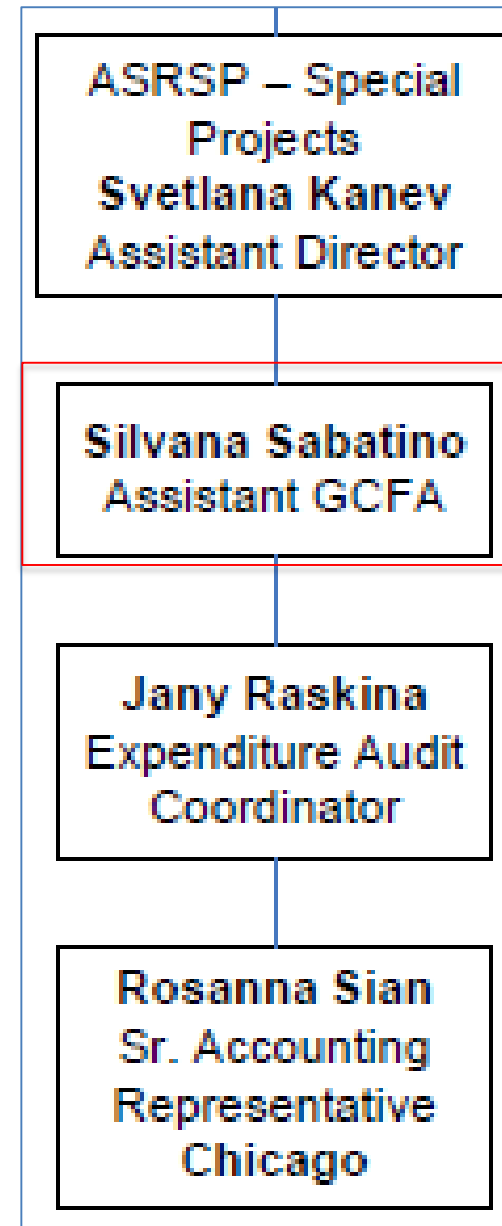 ASRSP – Special
Projects
Svetlana Kanev
Assistant Director
Silvana Sabatino
Assistant GCFA
Jany Raskina
Expenditure Audit
Coordinator
Rosanna Sian
Sr. Accounting
Representative
Chicago